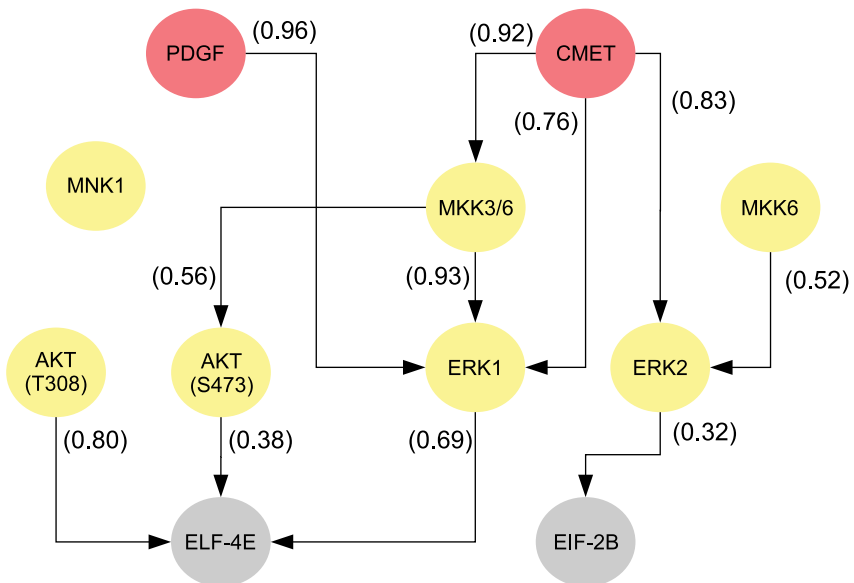 PDGF
(0.96)
(0.92)
CMET
(0.76)
(0.83)
MNK1
MKK3/6
MKK6
(0.56)
(0.93)
(0.52)
AKT
(T308)
AKT
(S473)
ERK1
ERK2
(0.80)
(0.38)
(0.69)
(0.32)
ELF-4E
EIF-2B